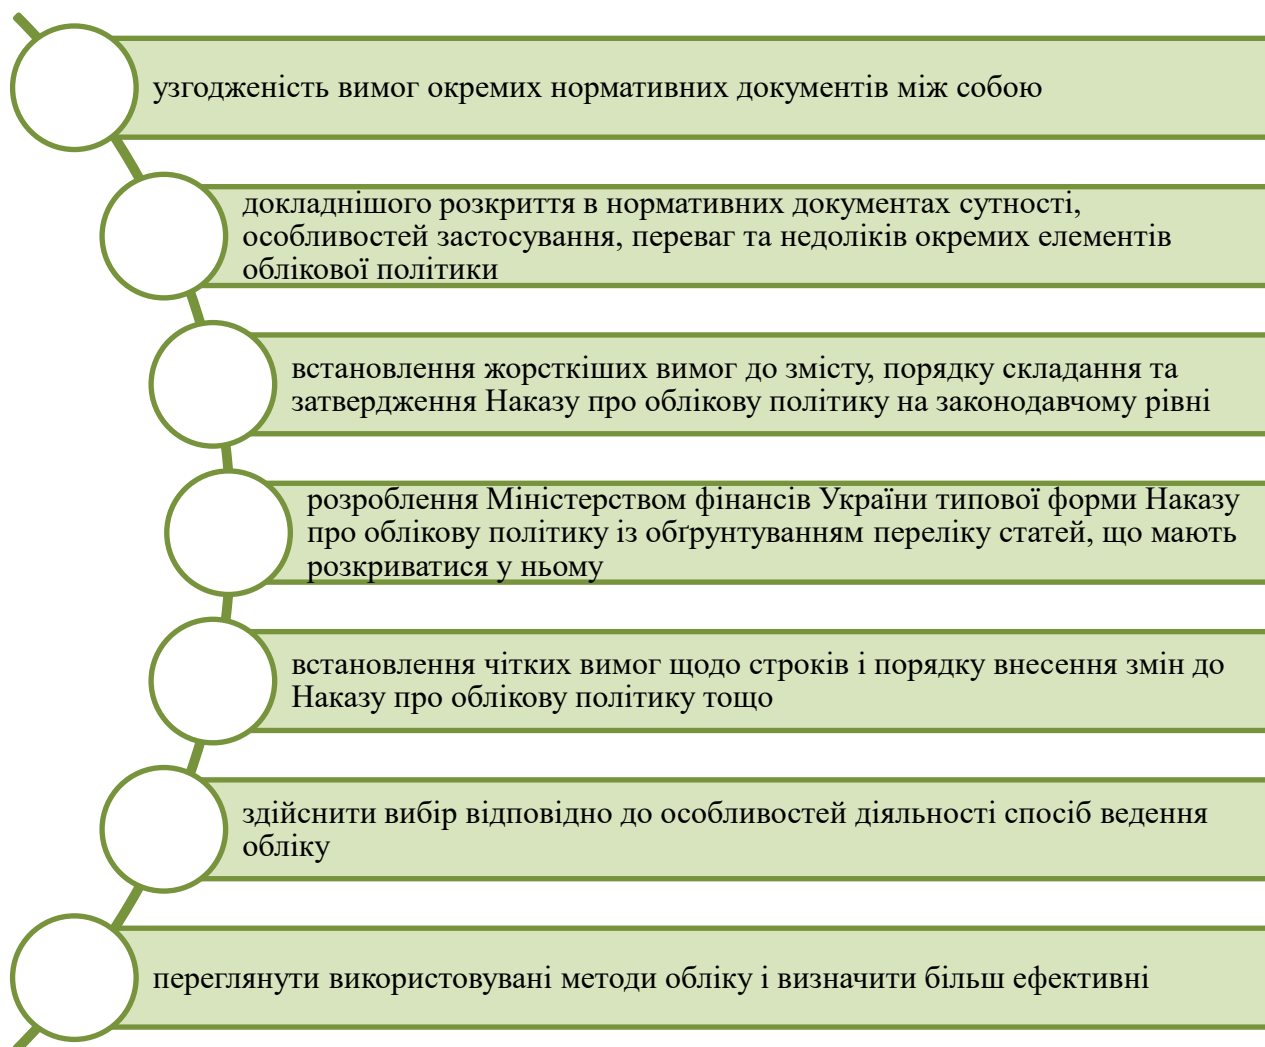 узгодженість вимог окремих нормативних документів між собою
докладнішого розкриття в нормативних документах сутності,
особливостей застосування, переваг та недоліків окремих елементів
облікової політики
встановлення жорсткіших вимог до змісту, порядку складання та
затвердження Наказу про облікову політику на законодавчому рівні
розроблення Міністерством фінансів України типової форми Наказу
про облікову політику із обґрунтуванням переліку статей, що мають
розкриватися у ньому
встановлення чітких вимог щодо строків і порядку внесення змін до
Наказу про облікову політику тощо
здійснити вибір відповідно до особливостей діяльності спосіб ведення
обліку
переглянути використовувані методи обліку і визначити більш ефективні